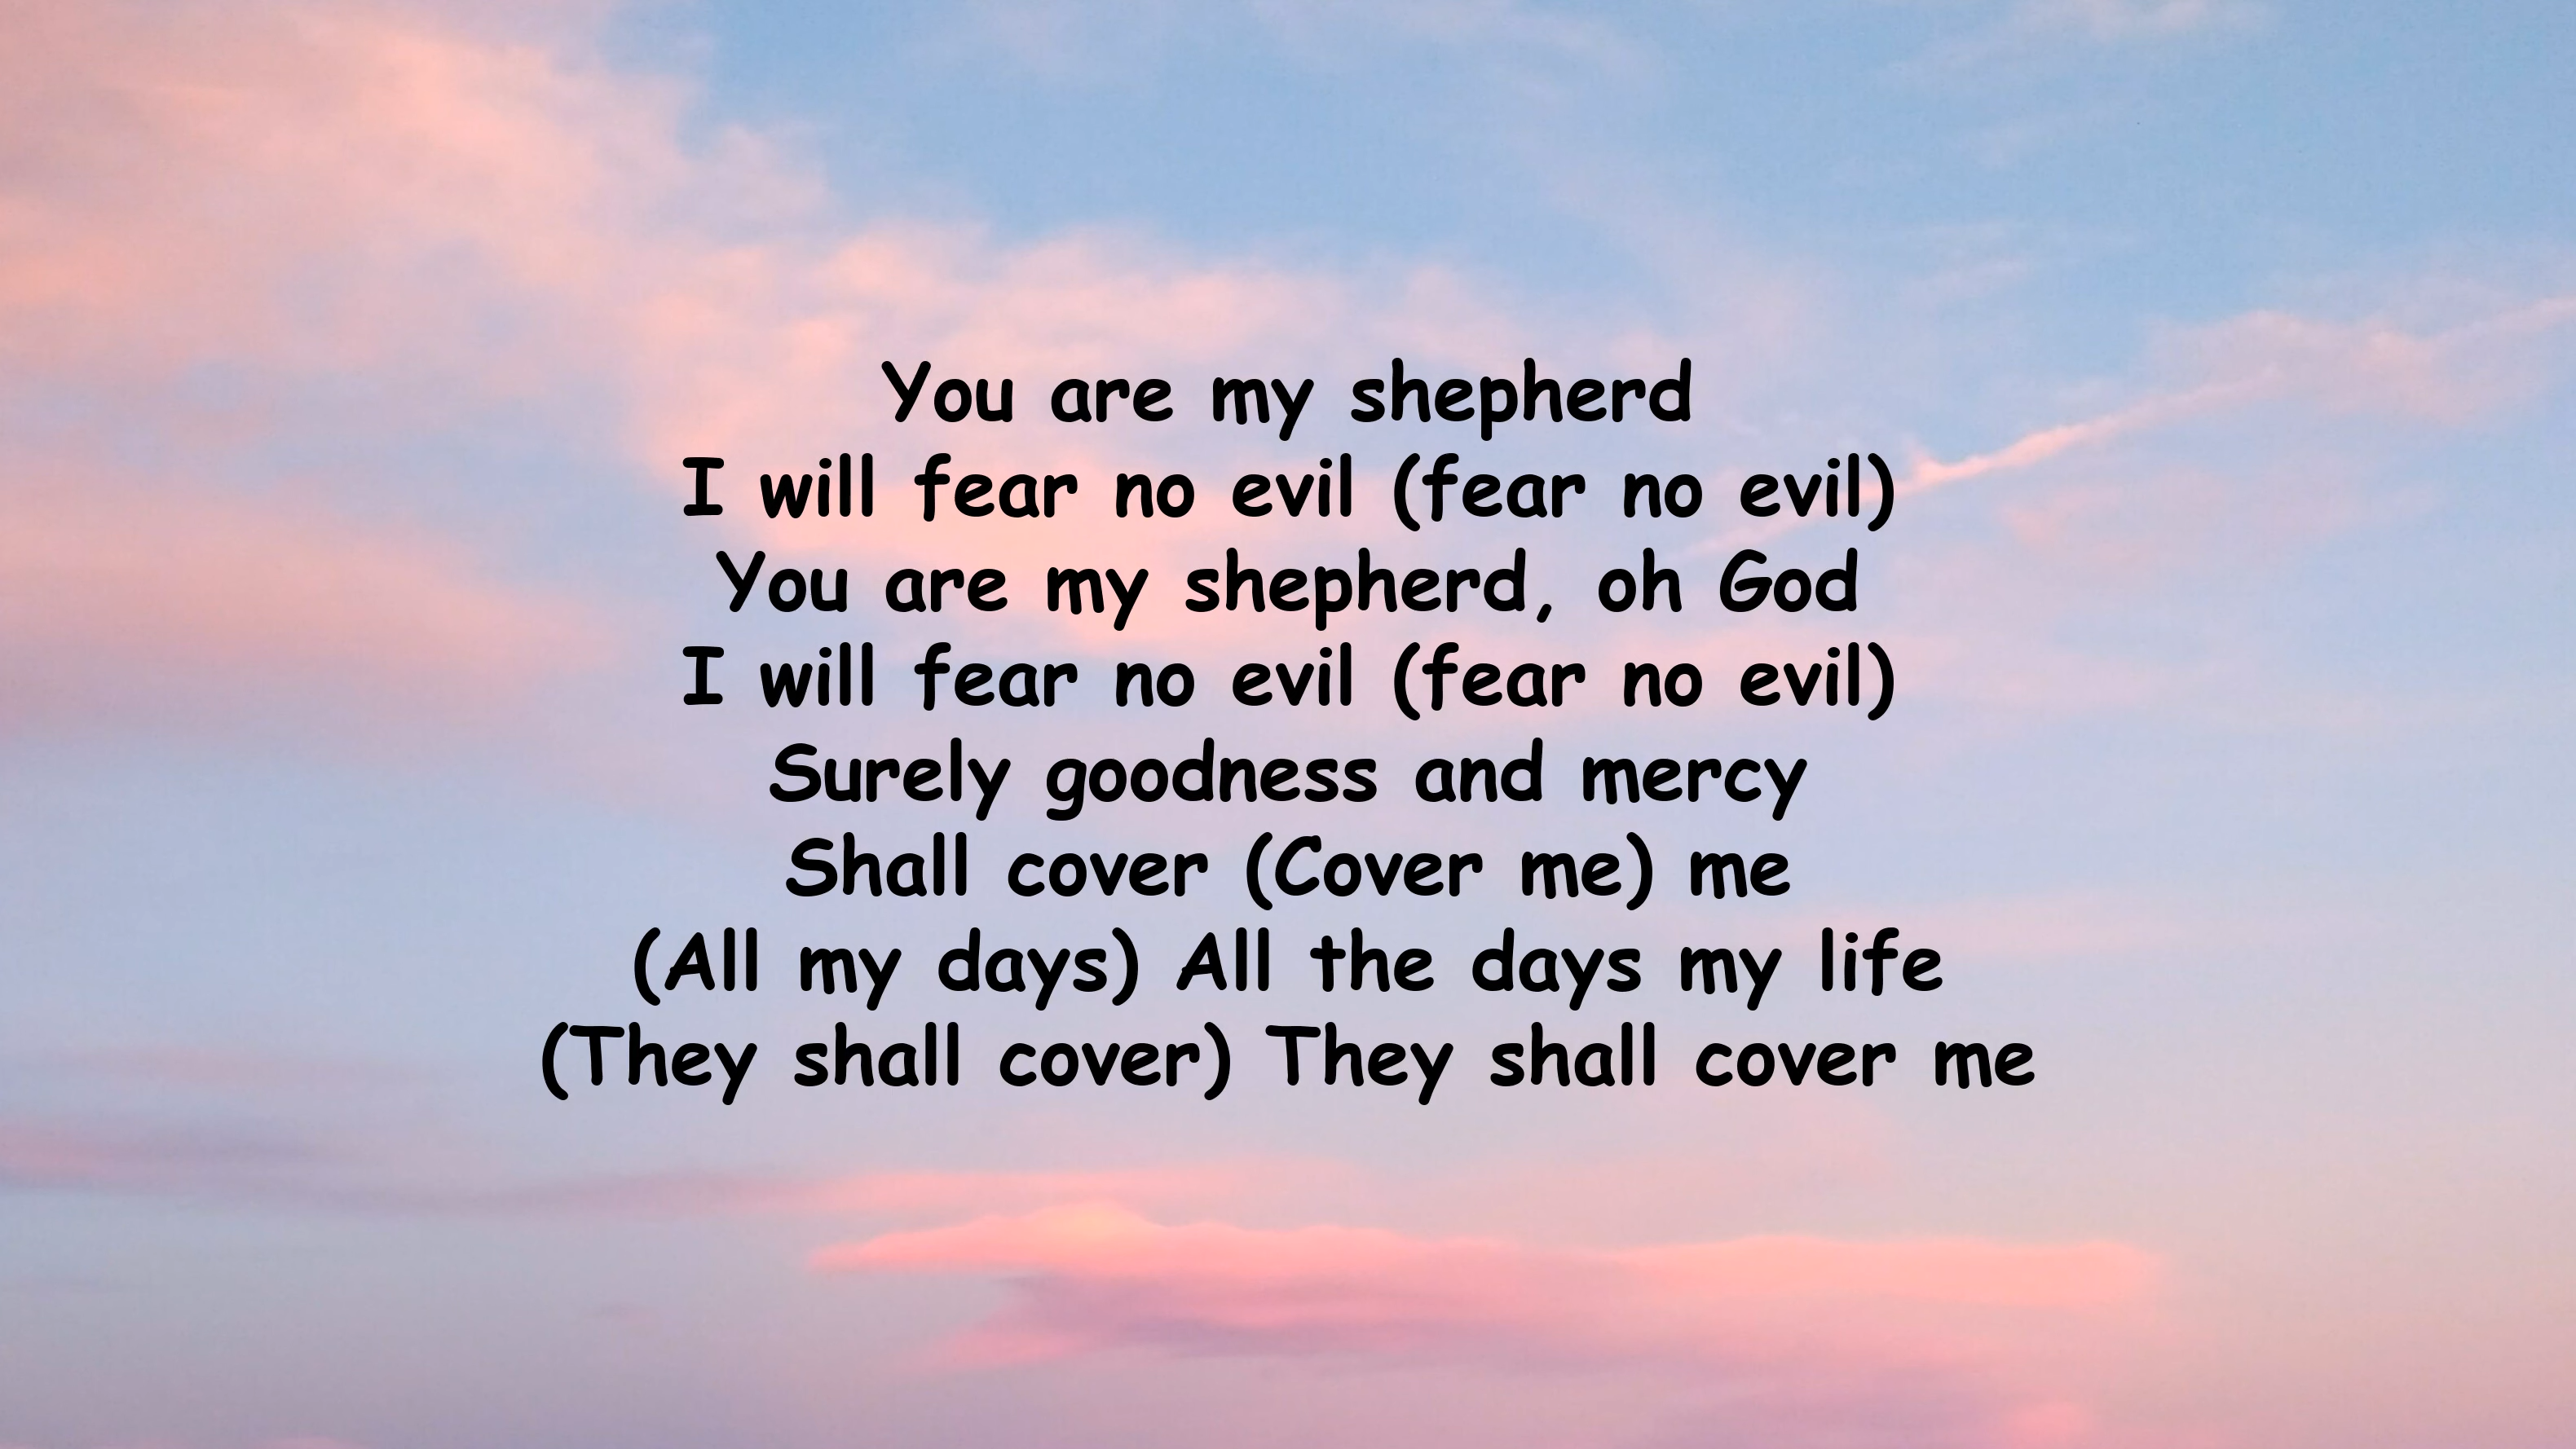 You are my shepherd
I will fear no evil (fear no evil)
You are my shepherd, oh God
I will fear no evil (fear no evil)
Surely goodness and mercy
Shall cover (Cover me) me
(All my days) All the days my life
(They shall cover) They shall cover me